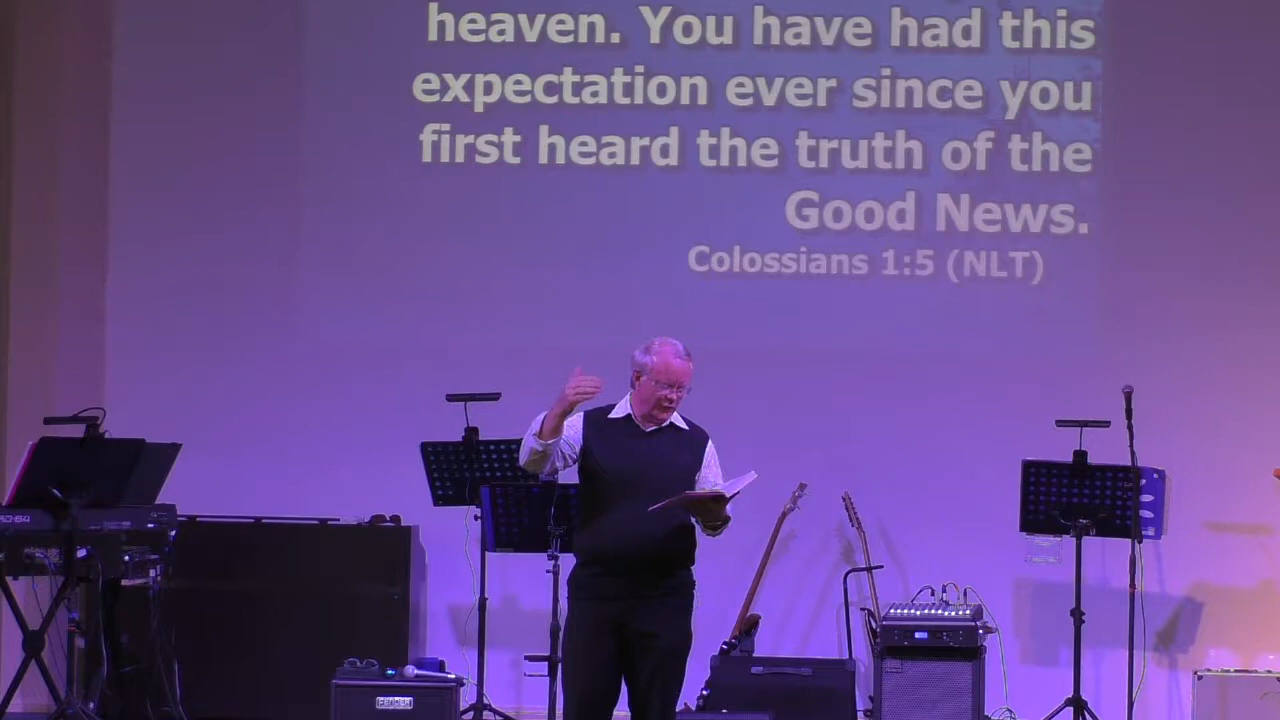 heaven. You have had this
expectation ever since you
first heard the truth of the
Good News.
Colossians 1:5 (NLT)
FENDER